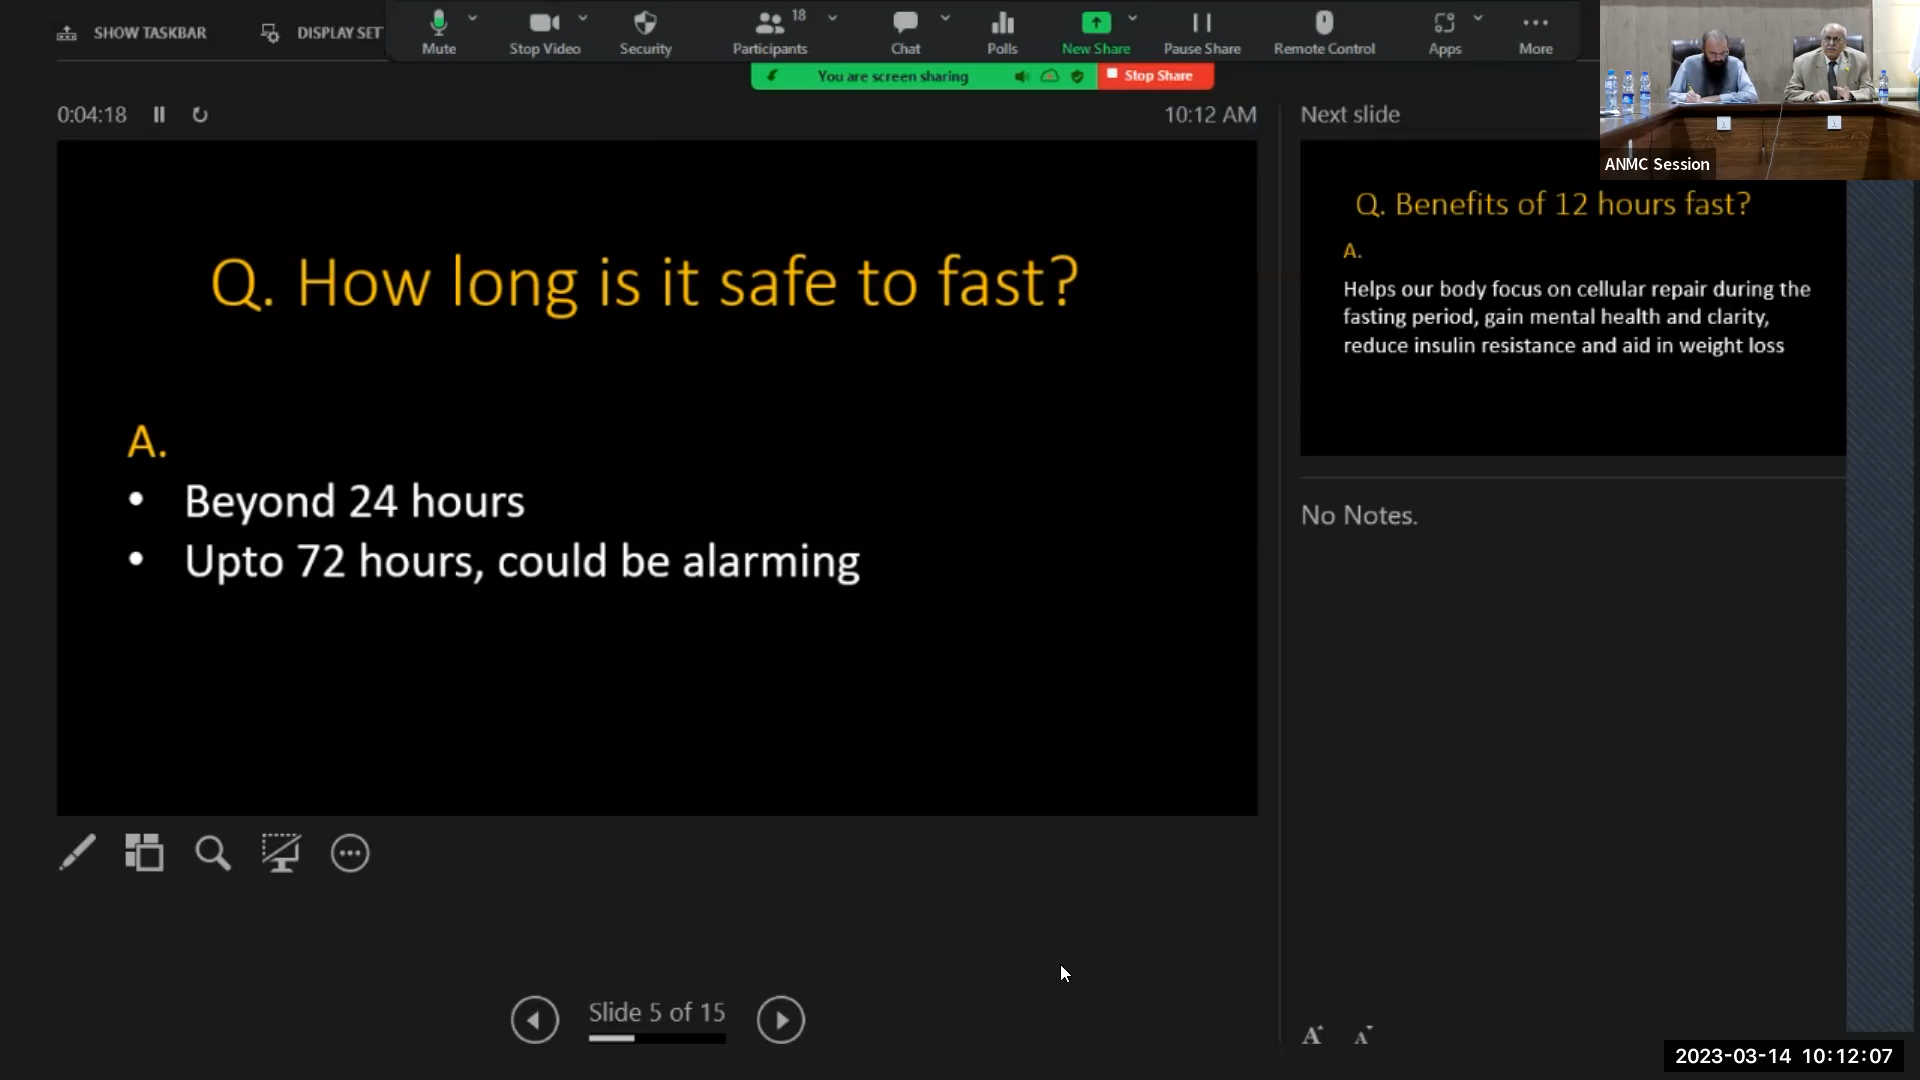 SHOW TASKBAR
DISPLAY SET
Mute
Stop Video
Security
18
Participants
Chat
Polls
New Share
Pause Share
Remote Control
Apps
More
You are screen sharing
Stop Share
0:04:18
10:12 AM
Next slide
ANMC Session
Q. How long is it safe to fast?
A.
• Beyond 24 hours
• Upto 72 hours, could be alarming
Q. Benefits of 12 hours fast?
A.
Helps our body focus on cellular repair during the
fasting period, gain mental health and clarity,
reduce insulin resistance and aid in weight loss
No Notes.
Slide 5 of 15
A A
2023-03-14 10:12:07